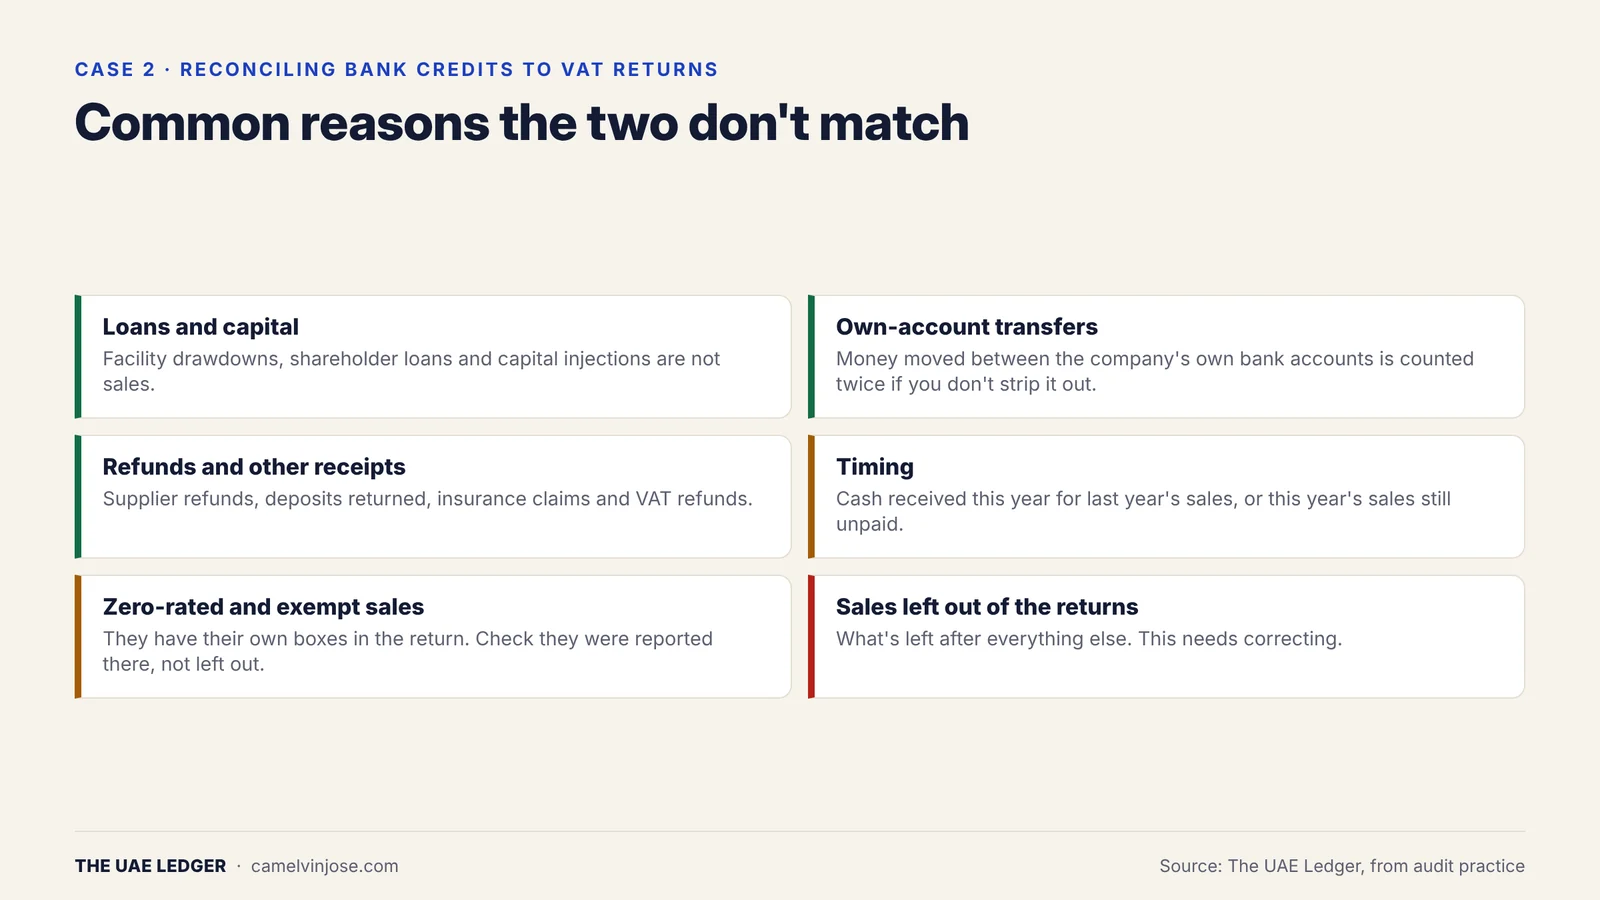 CASE 2 · RECONCILING BANK CREDITS TO VAT RETURNS
Common reasons the two don't match
Loans and capital
Facility drawdowns, shareholder loans and capital injections are not
sales.
Own-account transfers
Money moved between the company's own bank accounts is counted
twice if you don't strip it out.
Refunds and other receipts
Supplier refunds, deposits returned, insurance claims and VAT refunds.
Timing
Cash received this year for last year's sales, or this year's sales still
unpaid.
Zero-rated and exempt sales
They have their own boxes in the return. Check they were reported
there, not left out.
Sales left out of the returns
What's left after everything else. This needs correcting.
THE UAE LEDGER · camelvinjose.com
Source: The UAE Ledger, from audit practice